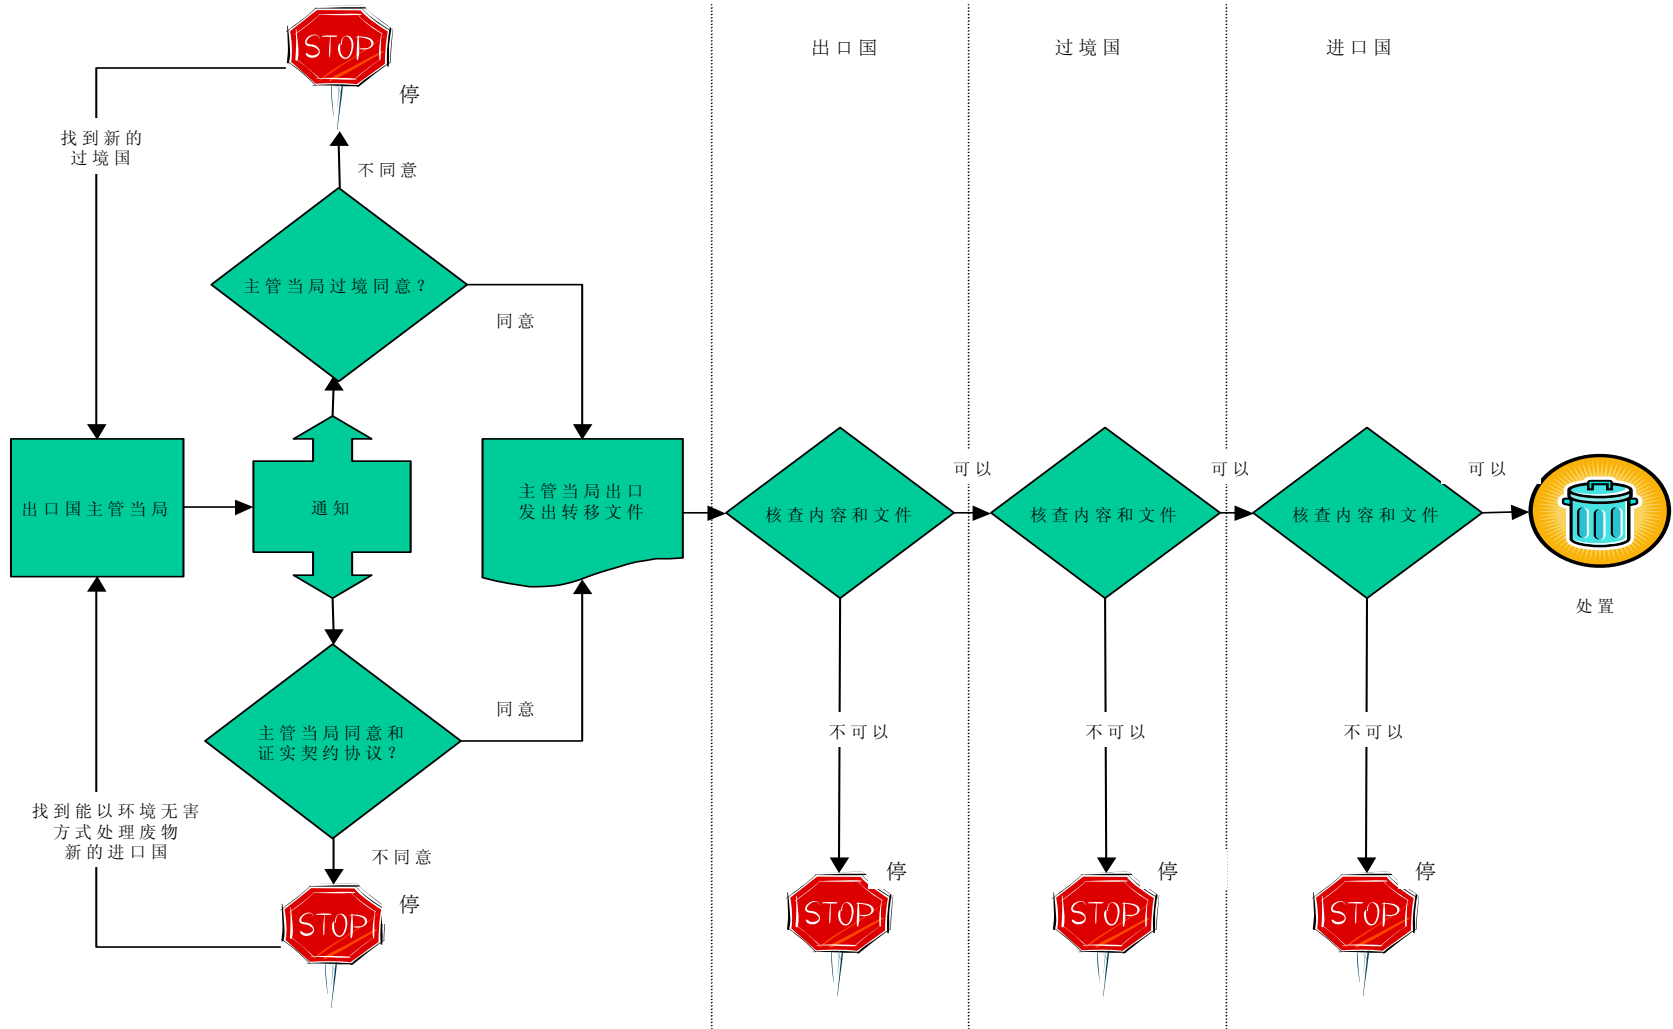 STOP
停
出口国
过境国
进口国
找到新的
过境国
不同意
主管当局过境同意？
同意
出口国主管当局
通知
主管当局出口
发出转移文件
核查内容和文件
可以
核查内容和文件
可以
核查内容和文件
可以
处置
主管当局同意和
证实契约协议？
同意
不可以
不可以
不可以
找到能以环境无害
方式处理废物
新的进口国
不同意
STOP
停
STOP
停
STOP
停
STOP
停